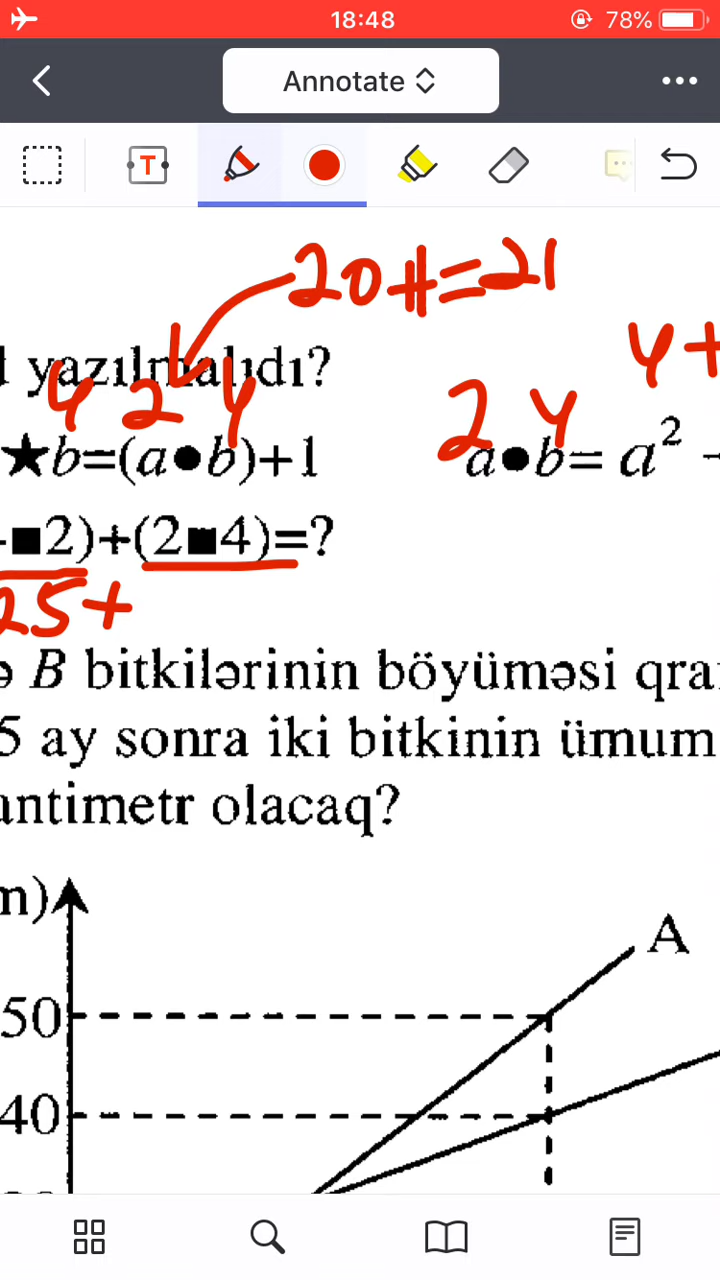 18:48 78%
Annotate
T
20+1=21
yazılmalıdı?
4 2 4 2 4 4+
★b=(a●b)+1 a●b= a²
■2)+(2■4)=?
25+
B bitkilərinin böyüməsi qra
5 ay sonra iki bitkinin ümum
antimetr olacaq?
m)
A
50
40